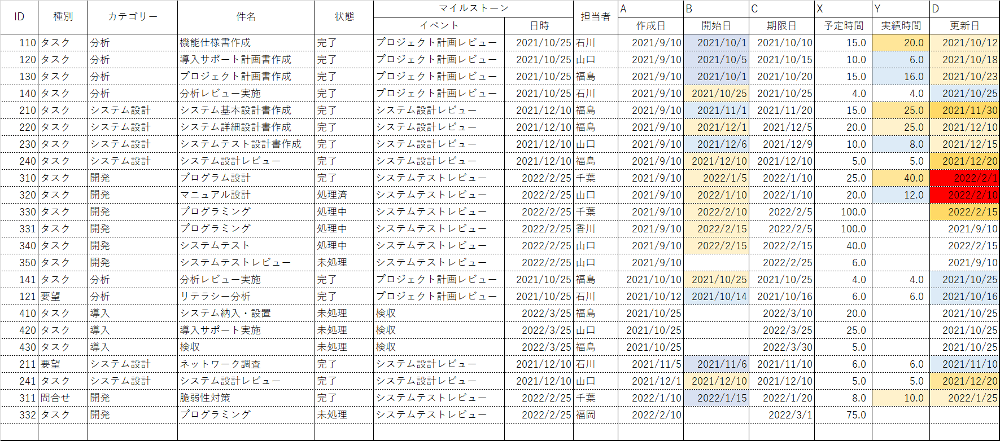 ID 種別 カテゴリー 件名 状態 マイルストーン 担当者 A B C X Y D
イベント 日時 作成日 開始日 期限日 予定時間 実績時間 更新日
110 タスク 分析 機能仕様書作成 完了 プロジェクト計画レビュー 2021/10/25 石川 2021/9/10 2021/10/1 2021/10/10 15.0 20.0 2021/10/12
120 タスク 分析 導入サポート計画書作成 完了 プロジェクト計画レビュー 2021/10/25 山口 2021/9/10 2021/10/5 2021/10/15 10.0 6.0 2021/10/18
130 タスク 分析 プロジェクト計画書作成 完了 プロジェクト計画レビュー 2021/10/25 福島 2021/9/10 2021/10/1 2021/10/20 15.0 16.0 2021/10/23
140 タスク 分析 分析レビュー実施 完了 プロジェクト計画レビュー 2021/10/25 石川 2021/9/10 2021/10/25 2021/10/25 4.0 4.0 2021/10/25
210 タスク システム設計 システム基本設計書作成 完了 システム設計レビュー 2021/12/10 福島 2021/9/10 2021/11/1 2021/11/20 15.0 25.0 2021/11/30
220 タスク システム設計 システム詳細設計書作成 完了 システム設計レビュー 2021/12/10 福島 2021/9/10 2021/12/1 2021/12/5 20.0 25.0 2021/12/10
230 タスク システム設計 システムテスト設計書作成 完了 システム設計レビュー 2021/12/10 山口 2021/9/10 2021/12/6 2021/12/9 10.0 8.0 2021/12/15
240 タスク システム設計 システム設計レビュー 完了 システム設計レビュー 2021/12/10 福島 2021/9/10 2021/12/10 2021/12/10 5.0 5.0 2021/12/20
310 タスク 開発 プログラム設計 完了 システムテストレビュー 2022/2/25 千葉 2021/9/10 2022/1/5 2022/1/10 25.0 40.0 2022/2/1
320 タスク 開発 マニュアル設計 処理済 システムテストレビュー 2022/2/25 山口 2021/9/10 2022/1/10 2022/1/10 20.0 12.0 2022/2/10
330 タスク 開発 プログラミング 処理中 システムテストレビュー 2022/2/25 千葉 2021/9/10 2022/2/10 2022/2/5 100.0 2022/2/15
331 タスク 開発 プログラミング 処理中 システムテストレビュー 2022/2/25 香川 2021/9/10 2022/2/15 2022/2/5 100.0 2021/9/10
340 タスク 開発 システムテスト 処理中 システムテストレビュー 2022/2/25 山口 2021/9/10 2022/2/15 2022/2/15 40.0 2022/2/15
350 タスク 開発 システムテストレビュー 未処理 システムテストレビュー 2022/2/25 山口 2021/9/10 2022/2/25 6.0 2021/9/10
141 タスク 分析 分析レビュー実施 完了 プロジェクト計画レビュー 2021/10/25 福島 2021/10/10 2021/10/25 2021/10/25 4.0 4.0 2021/10/25
121 要望 分析 リテラシー分析 完了 プロジェクト計画レビュー 2021/10/25 石川 2021/10/12 2021/10/14 2021/10/16 6.0 6.0 2021/10/16
410 タスク 導入 システム納入・設置 未処理 検収 2022/3/25 福島 2021/10/25 2022/3/10 20.0 2021/10/25
420 タスク 導入 導入サポート実施 未処理 検収 2022/3/25 山口 2021/10/25 2022/3/25 25.0 2021/10/25
430 タスク 導入 検収 未処理 検収 2022/3/25 福島 2021/10/25 2022/3/30 5.0 2021/10/25
211 要望 システム設計 ネットワーク調査 完了 システム設計レビュー 2021/12/10 石川 2021/11/5 2021/11/6 2021/11/10 6.0 6.0 2021/11/10
241 タスク システム設計 システム設計レビュー 完了 システム設計レビュー 2021/12/10 山口 2021/12/1 2021/12/10 2021/12/10 5.0 5.0 2021/12/20
311 問合せ 開発 脆弱性対策 完了 システムテストレビュー 2022/2/25 千葉 2022/1/10 2022/1/15 2022/1/20 8.0 10.0 2022/1/25
332 タスク 開発 プログラミング 未処理 システムテストレビュー 2022/2/25 福岡 2022/2/10 2022/3/1 75.0